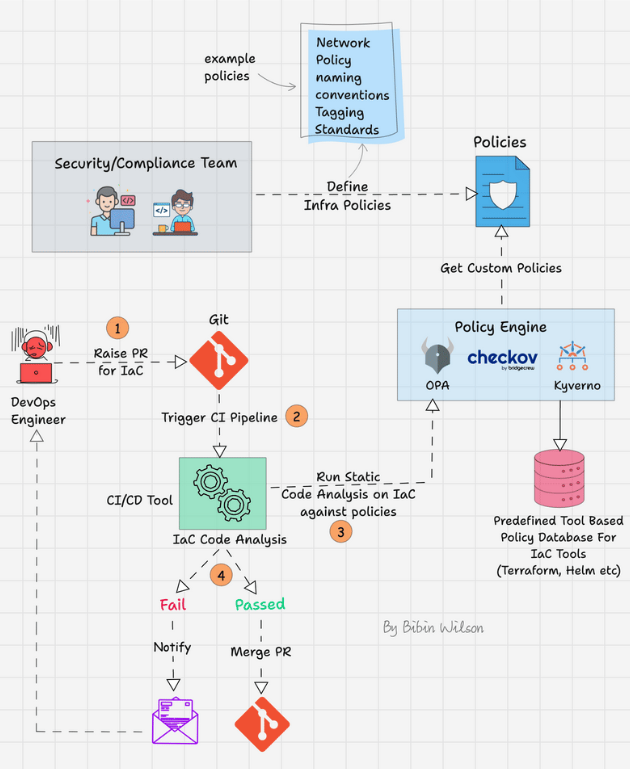 example
policies
Network
Policy
naming
conventions
Tagging
Standards
Policies
Security/Compliance Team
Define
Infra Policies
Get Custom Policies
Policy Engine
OPA
checkov
by bridgecrew
Kyverno
1
Git
Raise PR
for IaC
DevOps
Engineer
Trigger CI Pipeline
2
CI/CD Tool
Run Static
Code Analysis on IaC
against policies
3
IaC Code Analysis
Predefined Tool Based
Policy Database For
IaC Tools
(Terraform, Helm etc)
4
Fail
Passed
Notify
Merge PR
By Bibin Wilson